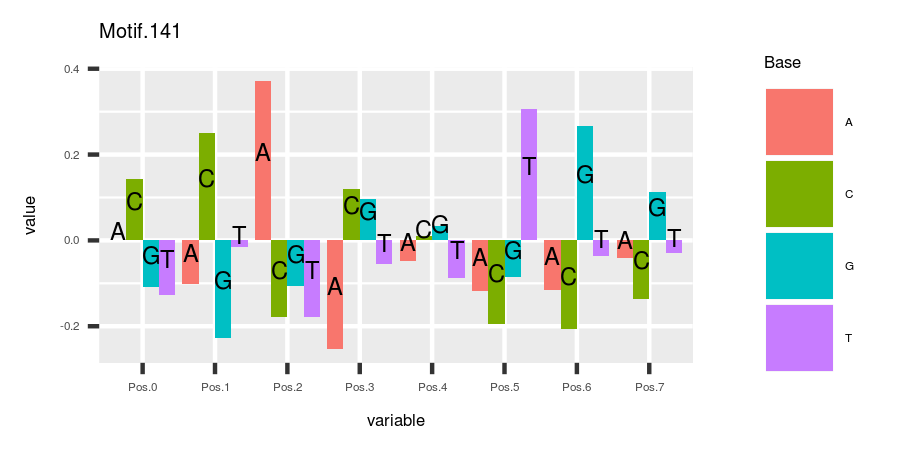 Motif.141
Base
0.4
0.2
0.0
-0.2
value
A C G T A C G T A C G T A C G T A C G T A C G T A C G T A C G T
Pos.0 Pos.1 Pos.2 Pos.3 Pos.4 Pos.5 Pos.6 Pos.7
variable
A
C
G
T